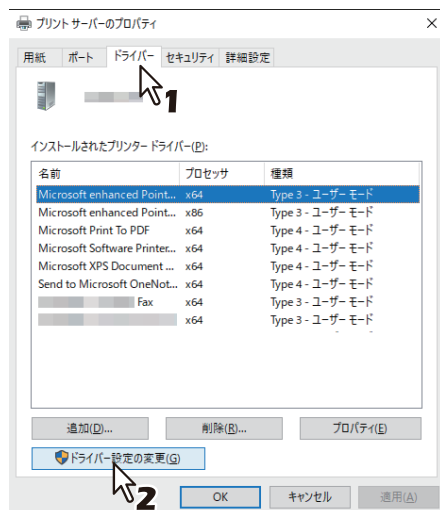 プリント サーバーのプロパティ
用紙 ポート ドライバー セキュリティ 詳細設定
1
インストールされたプリンター ドライバー(P):
名前 プロセッサ 種類
Microsoft enhanced Point... x64 Type 3 - ユーザー モード
Microsoft enhanced Point... x86 Type 3 - ユーザー モード
Microsoft Print To PDF x64 Type 4 - ユーザー モード
Microsoft Software Printer... x64 Type 4 - ユーザー モード
Microsoft XPS Document ... x64 Type 4 - ユーザー モード
Send to Microsoft OneNot... x64 Type 4 - ユーザー モード
Fax x64 Type 3 - ユーザー モード
x64 Type 3 - ユーザー モード
追加(D)... 削除(R)... プロパティ(E)
ドライバー設定の変更(G)
2
OK キャンセル 適用(A)